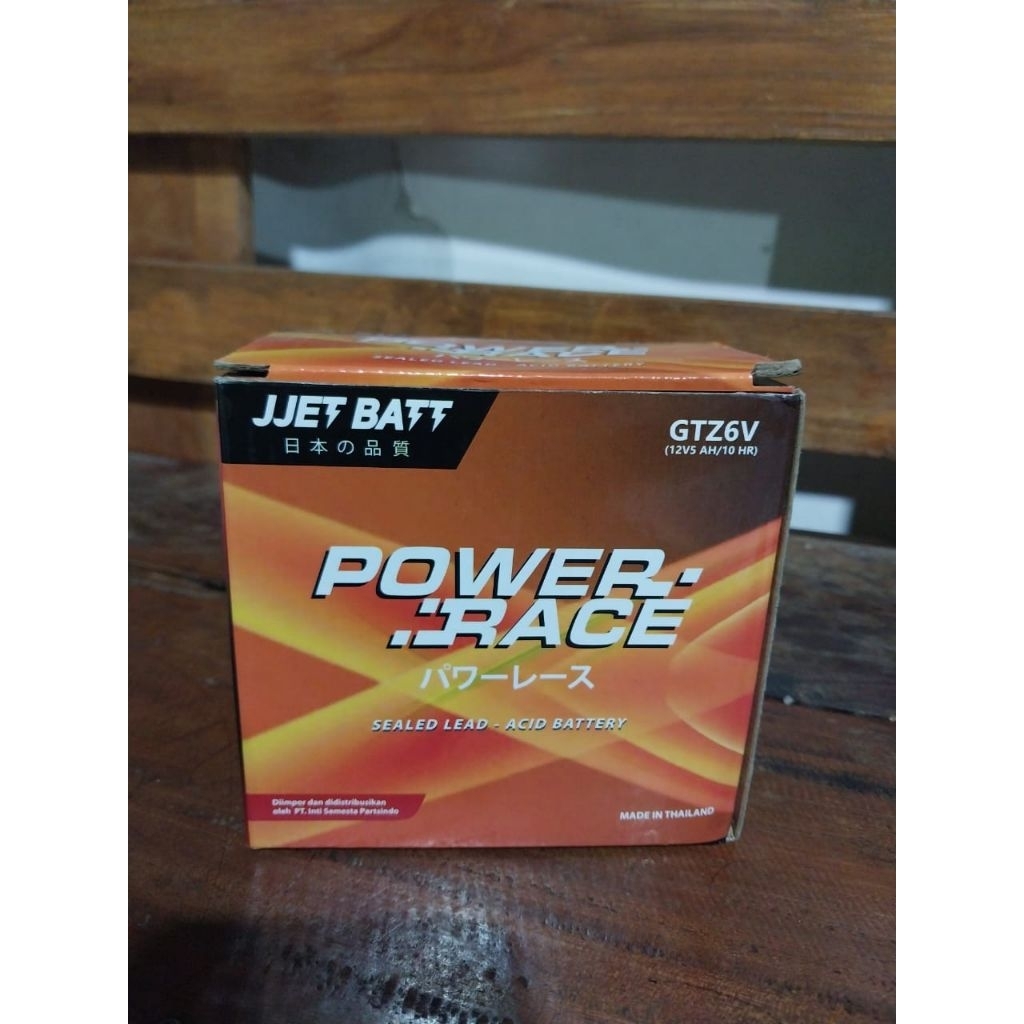 POWER
RACE
SEALED LEAD - ACID BATTERY
JJET BATT
日本の品質
GTZ6V
(12V5 AH/10 HR)
POWER
RACE
パワーレース
SEALED LEAD - ACID BATTERY
Diimpor dan didistribusikan
oleh PT. Inti Semesta Partsindo
MADE IN THAILAND